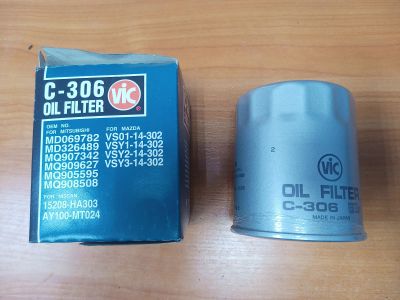 C-306
OIL FILTER
VIC
OEM NO.
FOR MITSUBISHI
MD069782
MD326489
MQ907342
MQ909627
MQ905595
MQ908508
FOR MAZDA
VS01-14-302
VSY1-14-302
VSY2-14-302
VSY3-14-302
FOR NISSAN
15208-HA303
AY100-MT024
2
VIC
OIL FILTER
C-306
MADE IN JAPAN